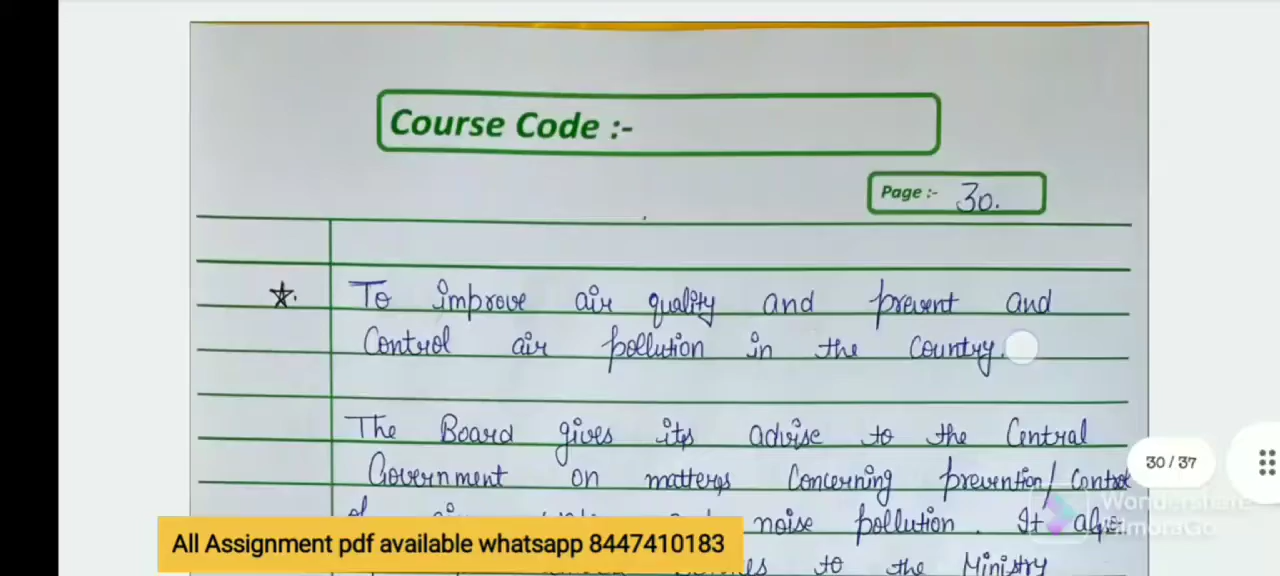 Course Code :-
Page :- 30.
☆. To improve air quality and prevent and
Control air pollution in the Country.
The Board gives its advise to the Central
Government on matters Concerning prevention/Control
noise pollution. It also
to the Ministry
30 / 37
Wondershare
FilmoraGo
All Assignment pdf available whatsapp 8447410183